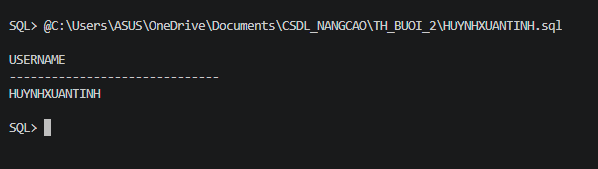 SQL> @C:\Users\ASUS\OneDrive\Documents\CSDL_NANGCAO\TH_BUOI_2\HUYNHXUANTINH.sql
USERNAME
------------------------------
HUYNHXUANTINH
SQL>